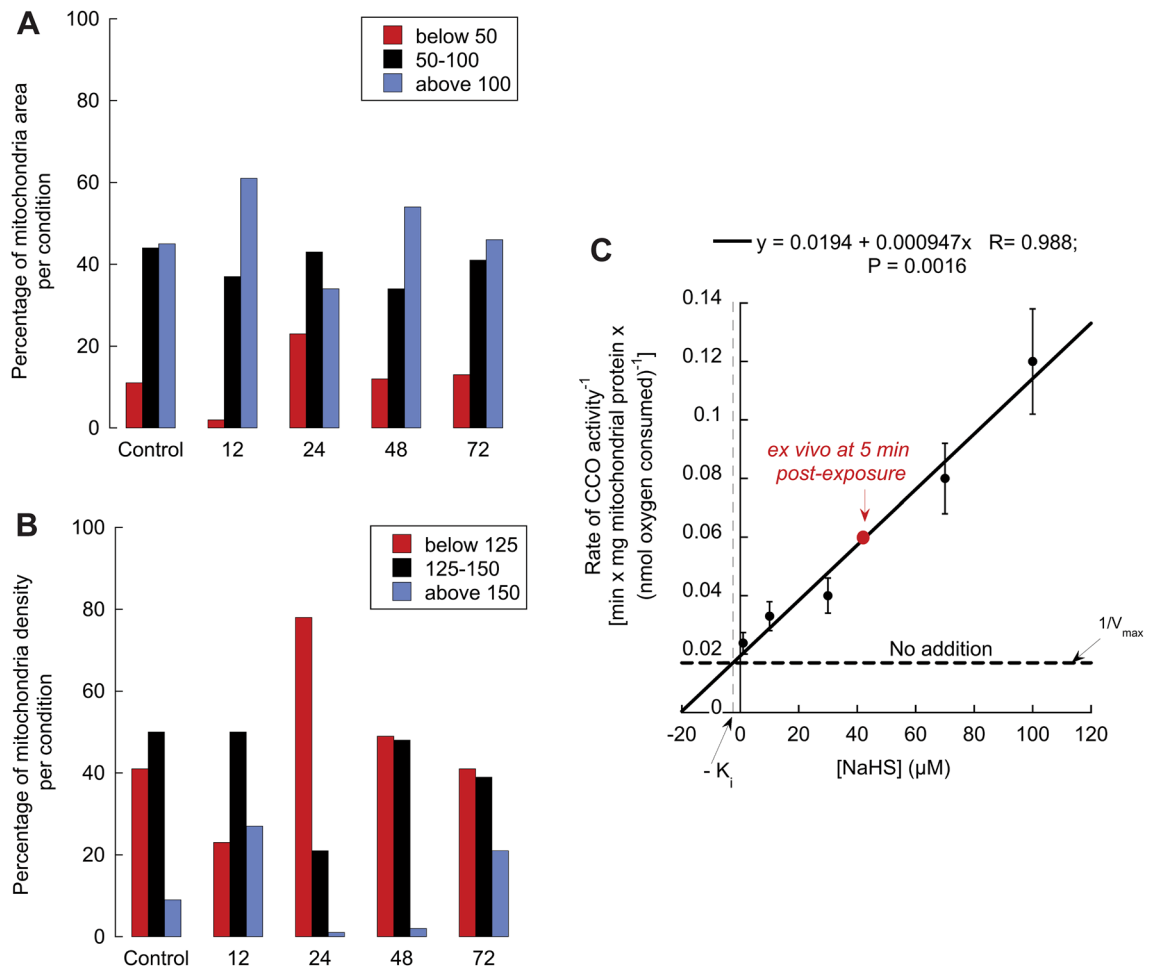 A
100
80
60
40
20
0
Percentage of mitochondria area
per condition
below 50
50-100
above 100
Control 12 24 48 72
B
100
80
60
40
20
0
Percentage of mitochondria density
per condition
below 125
125-150
above 150
Control 12 24 48 72
C
y = 0.0194 + 0.000947x R= 0.988;
P = 0.0016
Rate of CCO activity⁻¹
[min x mg mitochondrial protein x
(nmol oxygen consumed)⁻¹]
0.14
0.12
0.1
0.08
0.06
0.04
0.02
0
ex vivo at 5 min
post-exposure
No addition
1/Vmax
-20 0 20 40 60 80 100 120
- Ki
[NaHS] (µM)